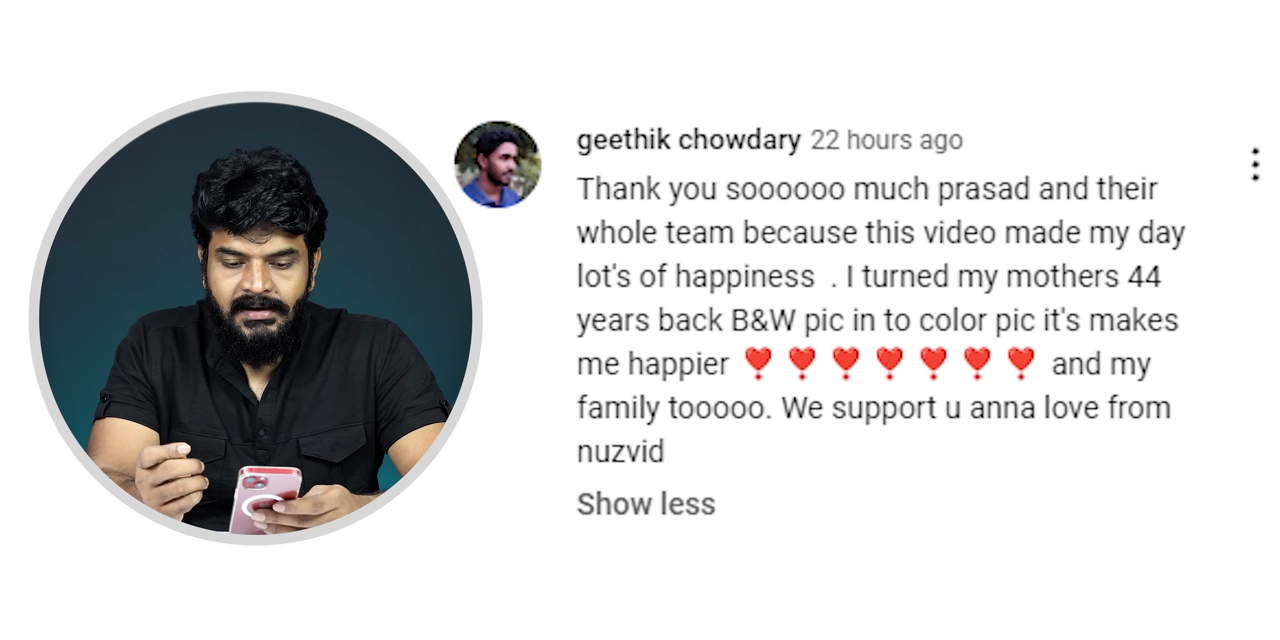 geethik chowdary 22 hours ago
Thank you soooooo much prasad and their
whole team because this video made my day
lot's of happiness  . I turned my mothers 44
years back B&W pic in to color pic it's makes
me happier ❣️ ❣️ ❣️ ❣️ ❣️ ❣️ ❣️ and my
family tooooo. We support u anna love from
nuzvid
Show less